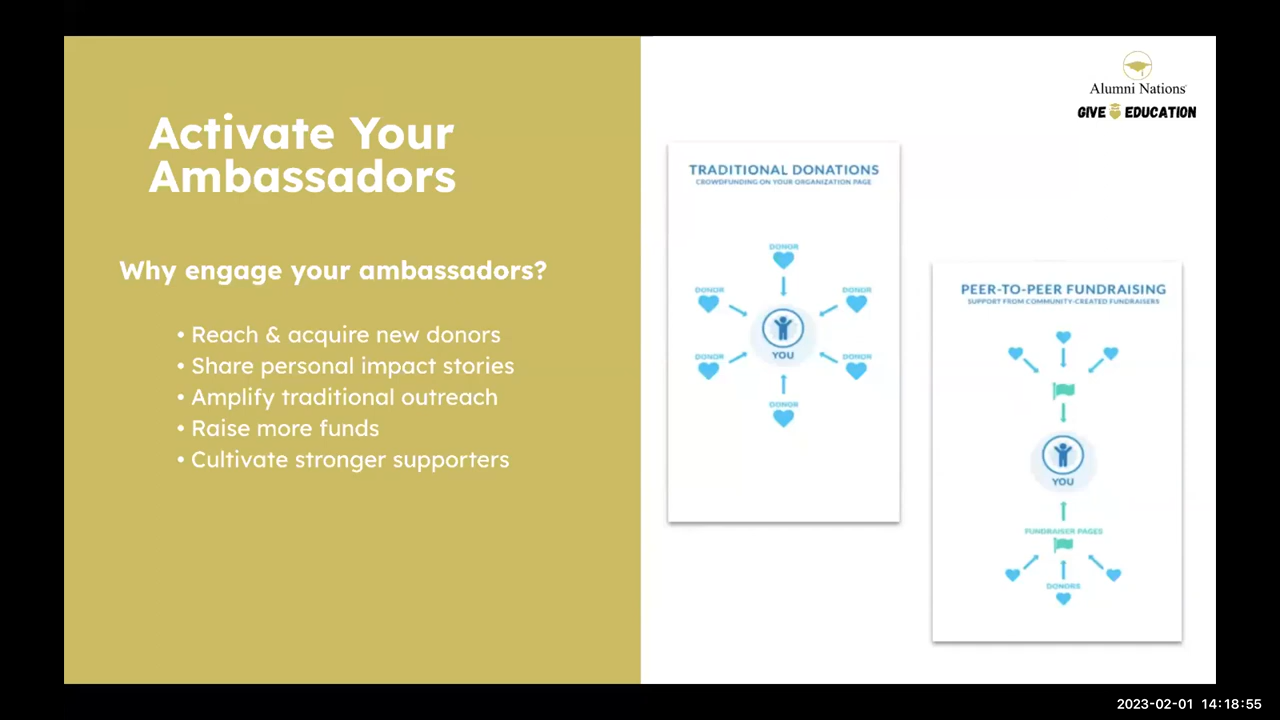 Activate Your
Ambassadors
Why engage your ambassadors?
• Reach & acquire new donors
• Share personal impact stories
• Amplify traditional outreach
• Raise more funds
• Cultivate stronger supporters
Alumni Nations
GIVE EDUCATION
TRADITIONAL DONATIONS
CROWDFUNDING ON YOUR ORGANIZATION PAGE
DONOR
DONOR
DONOR
YOU
DONOR
DONOR
DONOR
PEER-TO-PEER FUNDRAISING
SUPPORT FROM COMMUNITY-CREATED FUNDRAISERS
YOU
FUNDRAISER PAGES
DONORS
2023-02-01 14:18:55